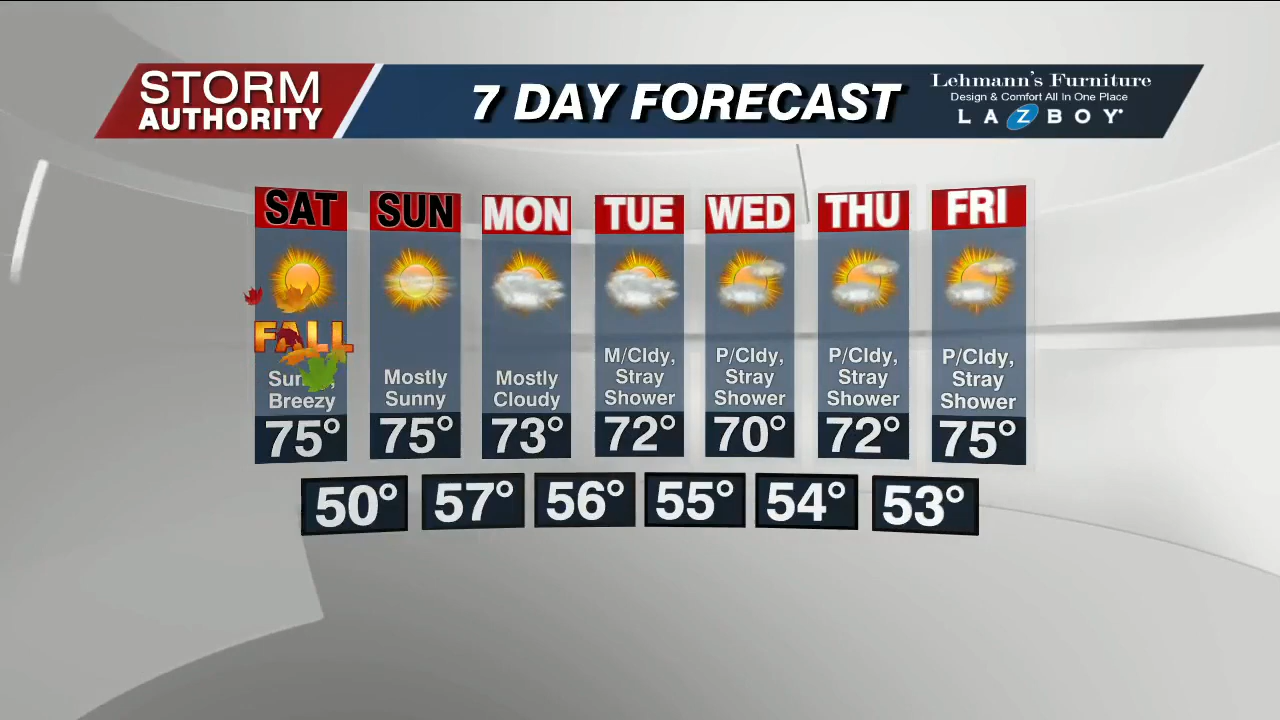 STORM
AUTHORITY
7 DAY FORECAST
Lehmann's Furniture
Design & Comfort All In One Place
LAZBOY®
SAT SUN MON TUE WED THU FRI
FALL
Breezy
Mostly
Sunny
Mostly
Cloudy
M/Cldy,
Stray
Shower
P/Cldy,
Stray
Shower
P/Cldy,
Stray
Shower
P/Cldy,
Stray
Shower
75° 75° 73° 72° 70° 72° 75°
50° 57° 56° 55° 54° 53°